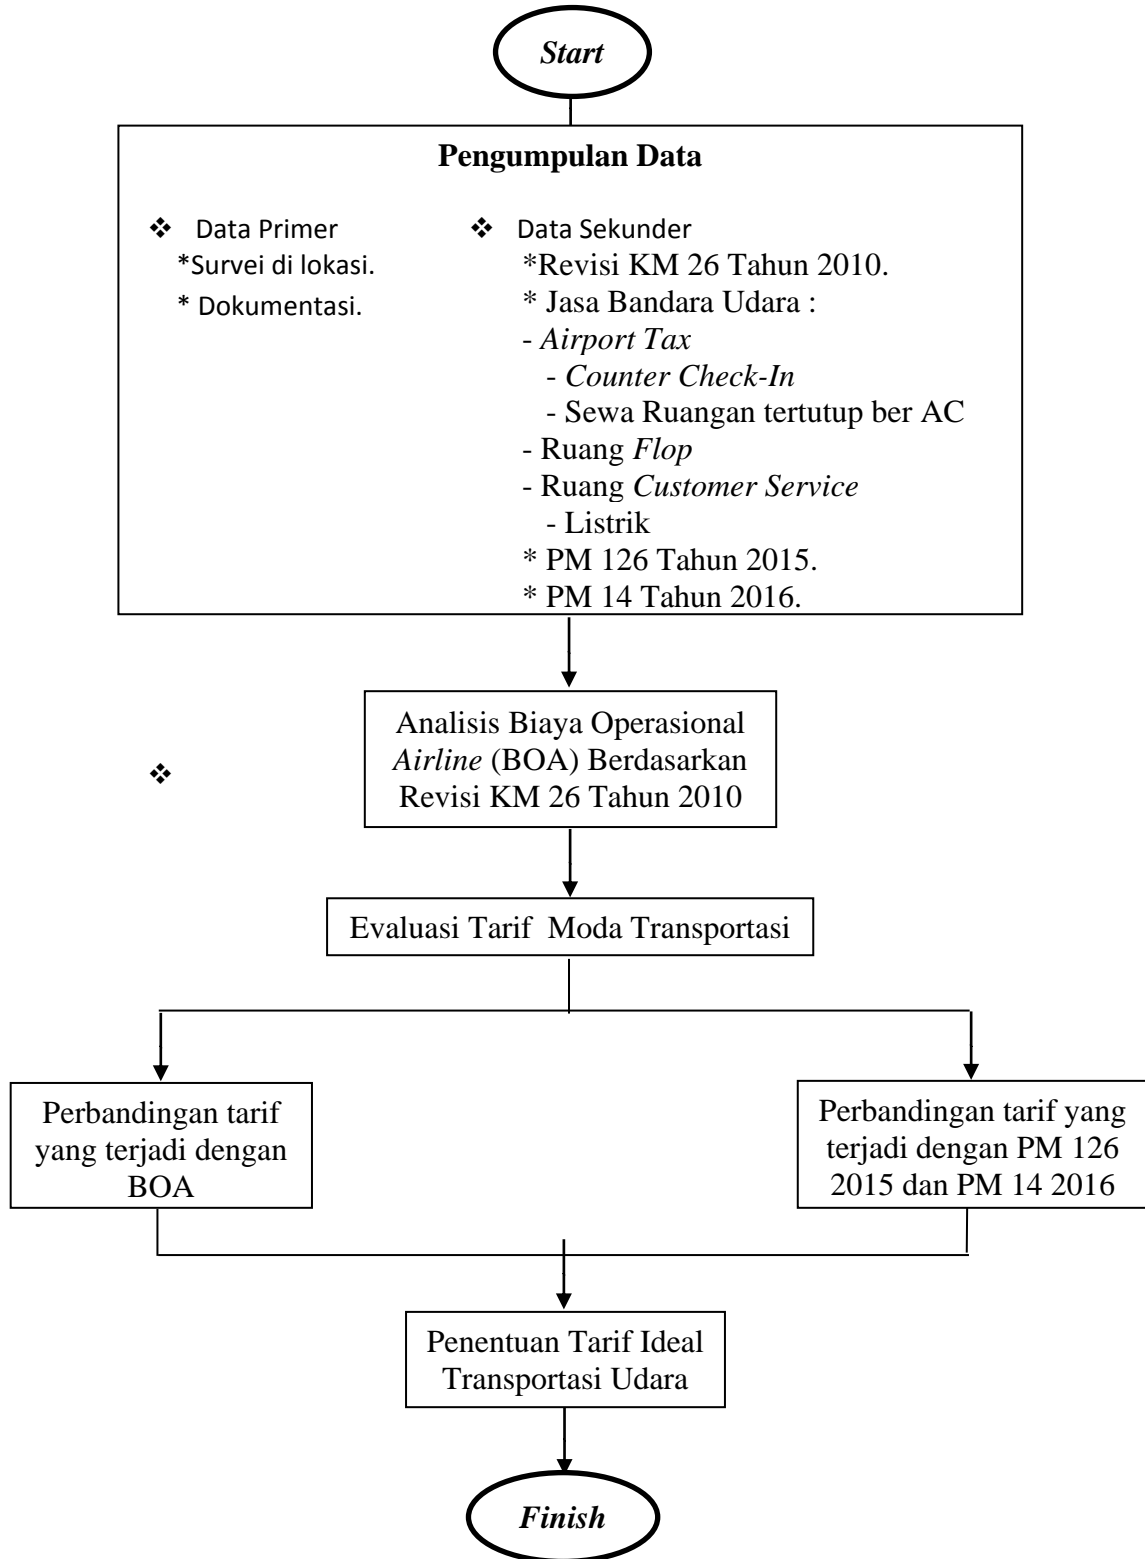 Start
Pengumpulan Data
❖ Data Primer
*Survei di lokasi.
* Dokumentasi.
❖ Data Sekunder
*Revisi KM 26 Tahun 2010.
* Jasa Bandara Udara :
- Airport Tax
- Counter Check-In
- Sewa Ruangan tertutup ber AC
- Ruang Flop
- Ruang Customer Service
- Listrik
* PM 126 Tahun 2015.
* PM 14 Tahun 2016.
Analisis Biaya Operasional
Airline (BOA) Berdasarkan
Revisi KM 26 Tahun 2010
❖
Evaluasi Tarif  Moda Transportasi
Perbandingan tarif
yang terjadi dengan
BOA
Perbandingan tarif yang
terjadi dengan PM 126
2015 dan PM 14 2016
Penentuan Tarif Ideal
Transportasi Udara
Finish